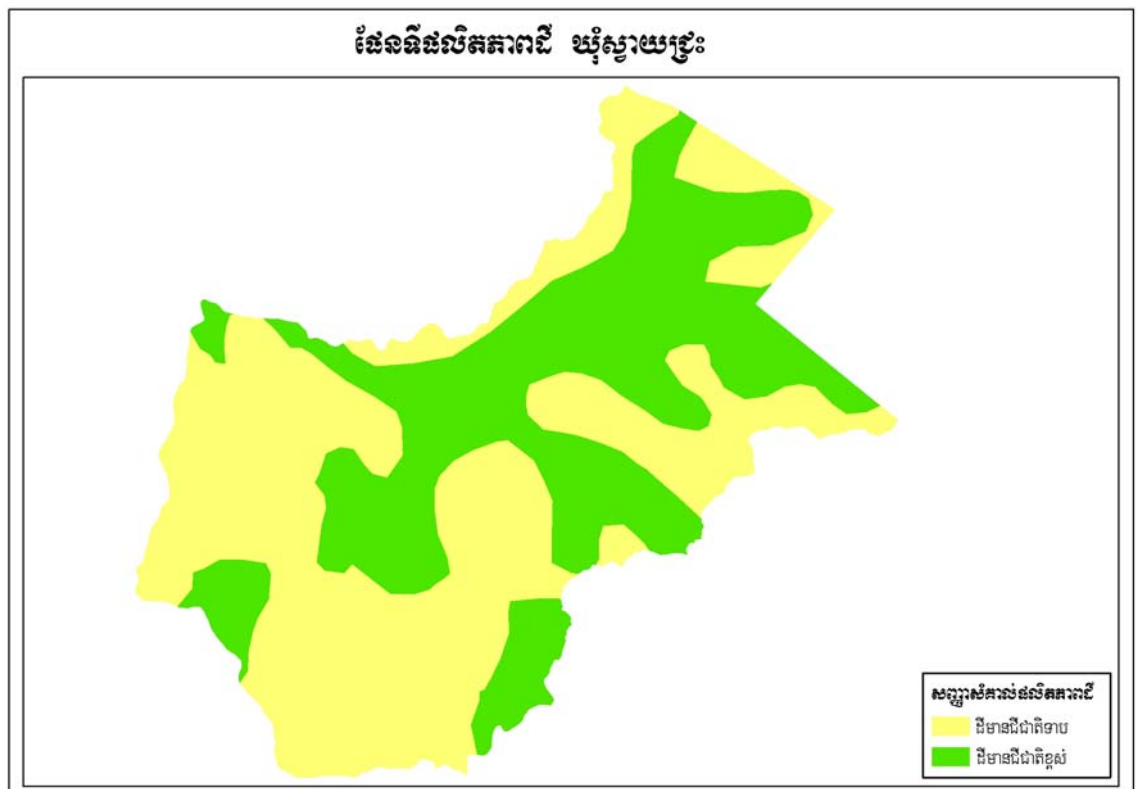 ផែនទីផលិតភាពដី ឃុំស្វាយជ្រះ
សញ្ញាសំគាល់ផលិតភាពដី
ដីមានជីជាតិទាប
ដីមានជីជាតិខ្ពស់